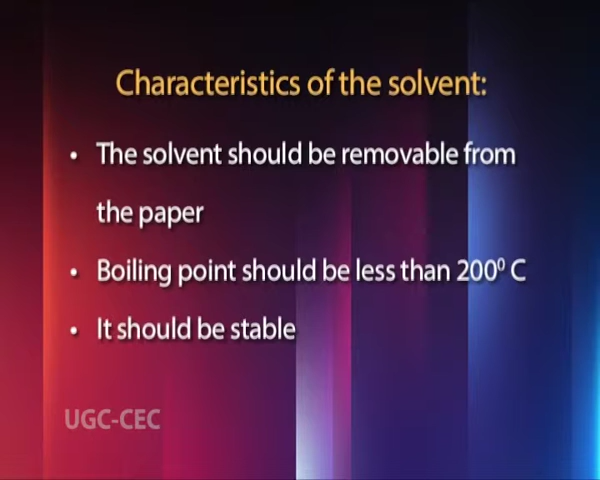 Characteristics of the solvent:
• The solvent should be removable from
the paper
• Boiling point should be less than 200⁰ C
• It should be stable
UGC-CEC